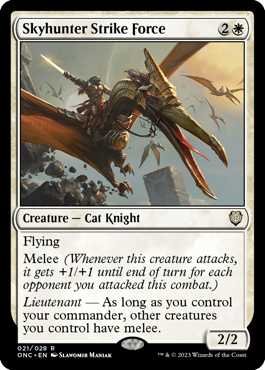 Skyhunter Strike Force 2
Creature — Cat Knight
Flying
Melee (Whenever this creature attacks,
it gets +1/+1 until end of turn for each
opponent you attacked this combat.)
Lieutenant — As long as you control
your commander, other creatures
you control have melee.
2/2
021/028 R
ONC • EN Slawomir Maniak
™ & © 2023 Wizards of the Coast